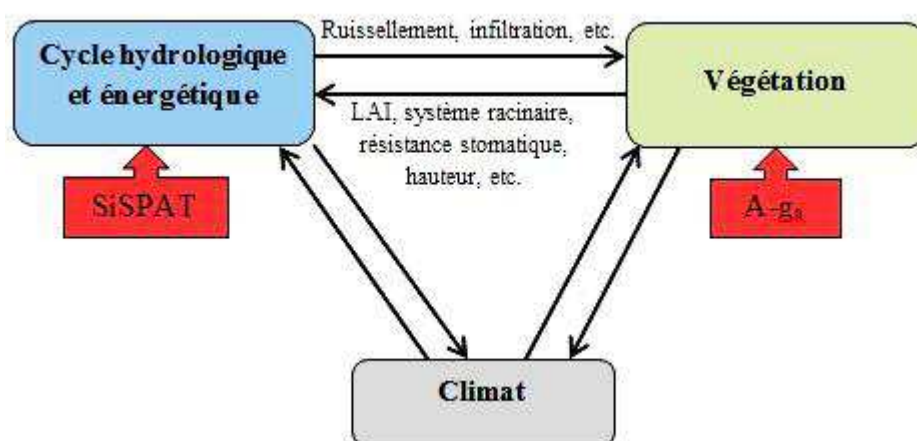 Ruissellement, infiltration, etc.
Cycle hydrologique
et énergétique
Végétation
LAI, système racinaire,
résistance stomatique,
hauteur, etc.
SiSPAT
A-gₛ
Climat